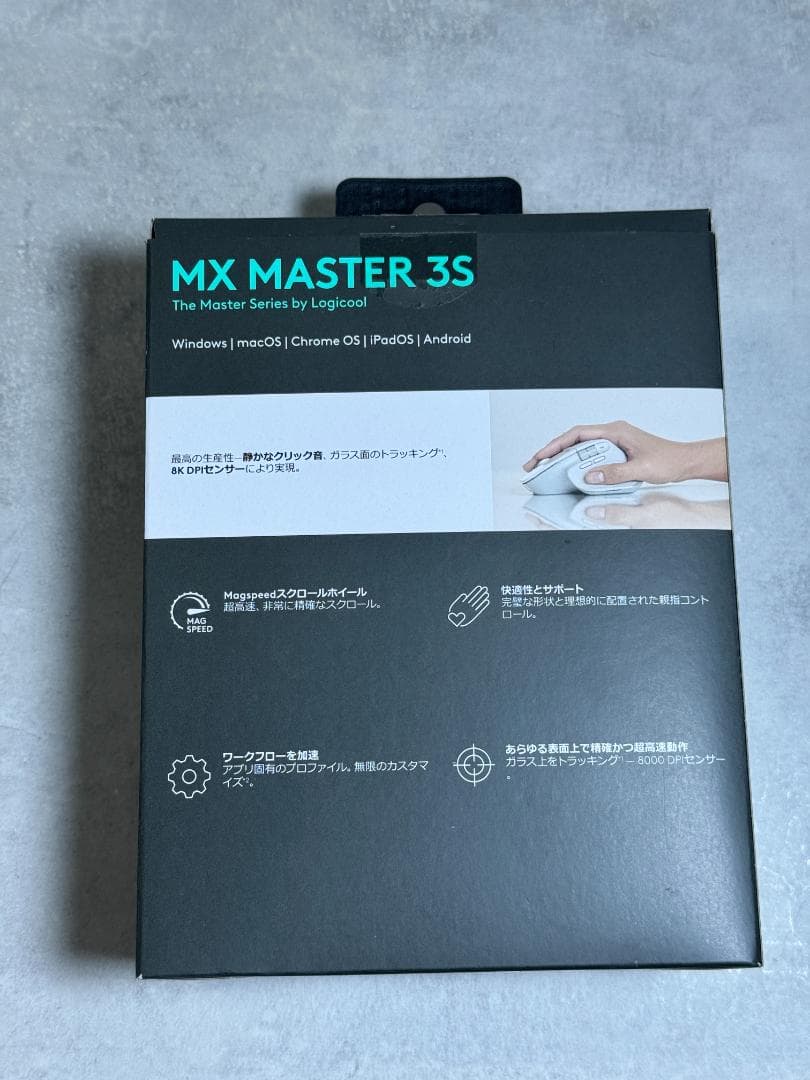 MX MASTER 3S
The Master Series by Logicool
Windows | macOS | Chrome OS | iPadOS | Android
最高の生産性—静かなクリック音、ガラス面のトラッキング*¹、
8K DPIセンサーにより実現。
MAG
SPEED
Magspeedスクロールホイール
超高速、非常に精確なスクロール。
快適性とサポート
完璧な形状と理想的に配置された親指コント
ロール。
ワークフローを加速
アプリ固有のプロファイル。無限のカスタマ
イズ*²。
あらゆる表面上で精確かつ超高速動作
ガラス上をトラッキング*¹ — 8000 DPIセンサー
。